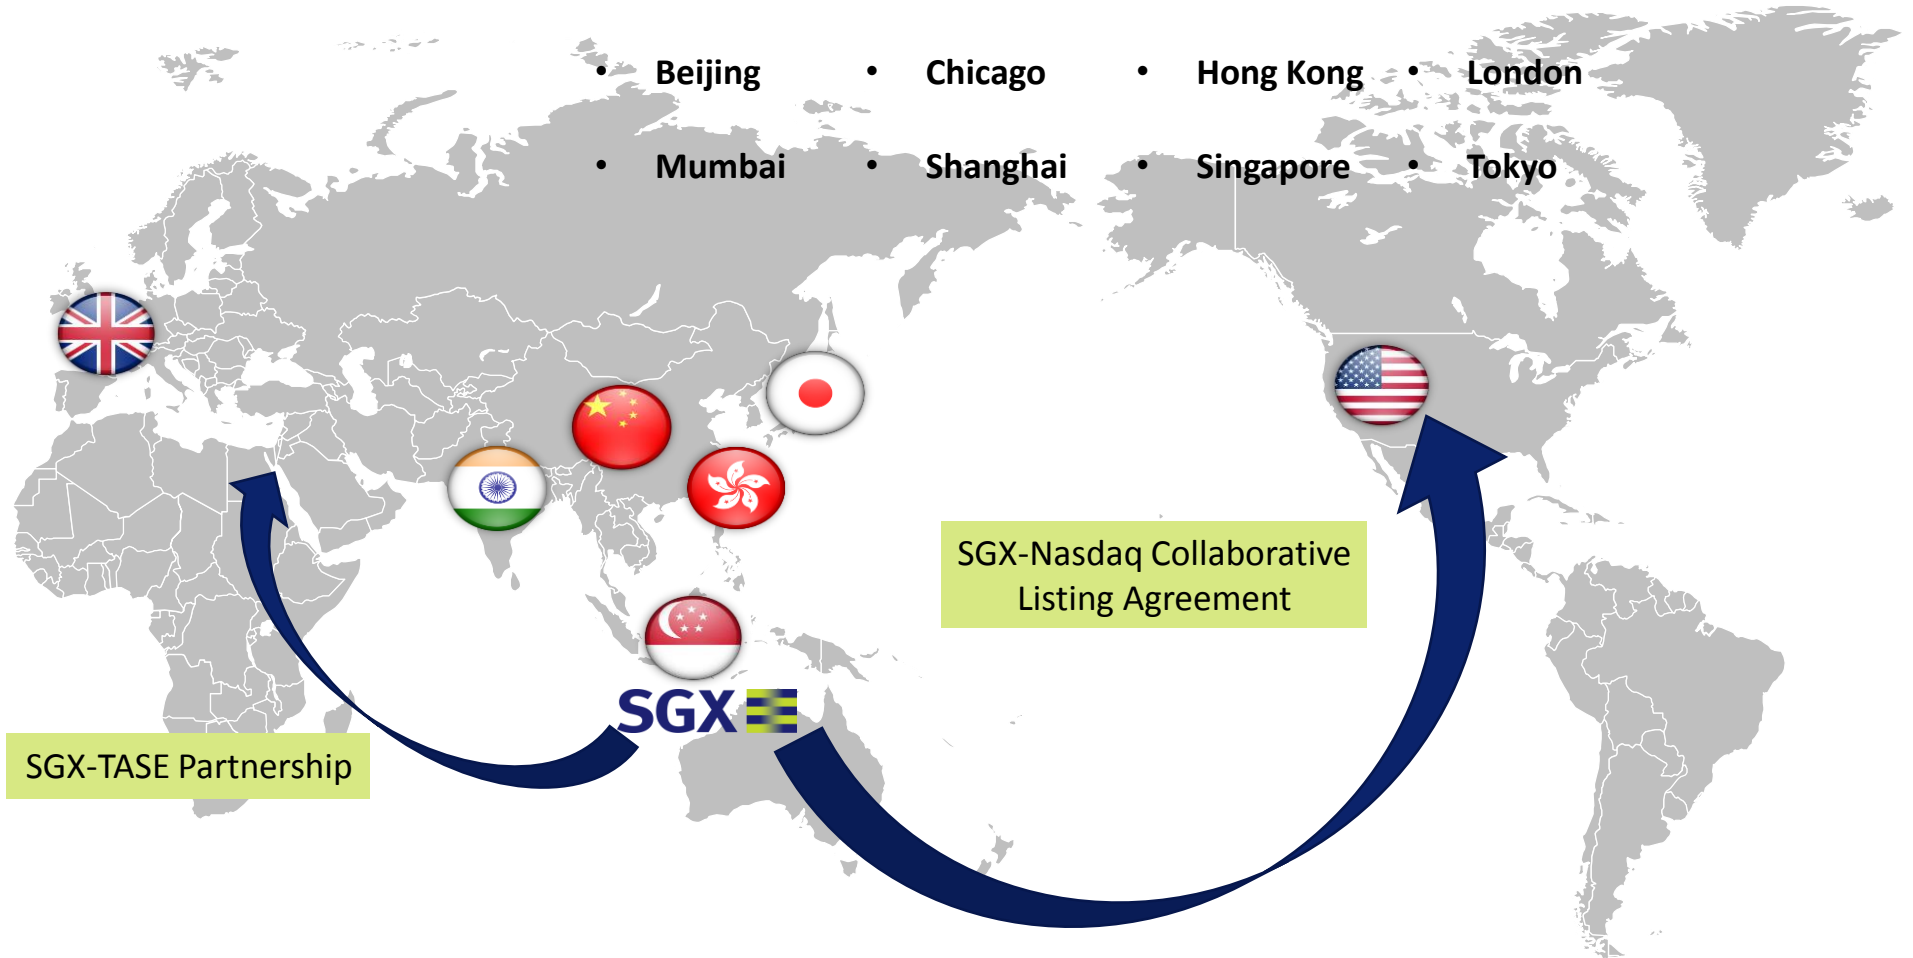 • Beijing • Chicago • Hong Kong • London
• Mumbai • Shanghai • Singapore • Tokyo
SGX-Nasdaq Collaborative
Listing Agreement
SGX
SGX-TASE Partnership